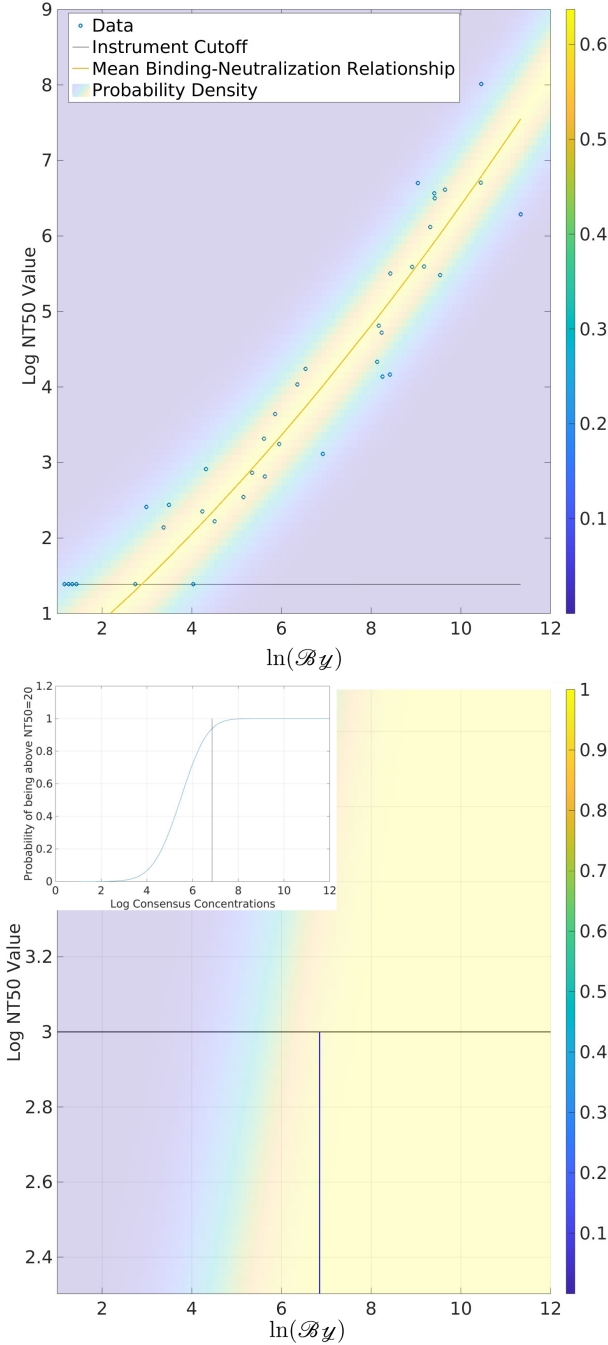 9
8
7
6
5
4
3
2
1
Log NT50 Value
Data
Instrument Cutoff
Mean Binding-Neutralization Relationship
Probability Density
2 4 6 8 10 12
ln(ℬ𝓎)
0.6
0.5
0.4
0.3
0.2
0.1
1.2
1
0.8
0.6
0.4
0.2
0
Probability of being above NT50=20
0 2 4 6 8 10 12
Log Consensus Concentrations
3.2
3
2.8
2.6
2.4
Log NT50 Value
2 4 6 8 10 12
ln(ℬ𝓎)
1
0.9
0.8
0.7
0.6
0.5
0.4
0.3
0.2
0.1